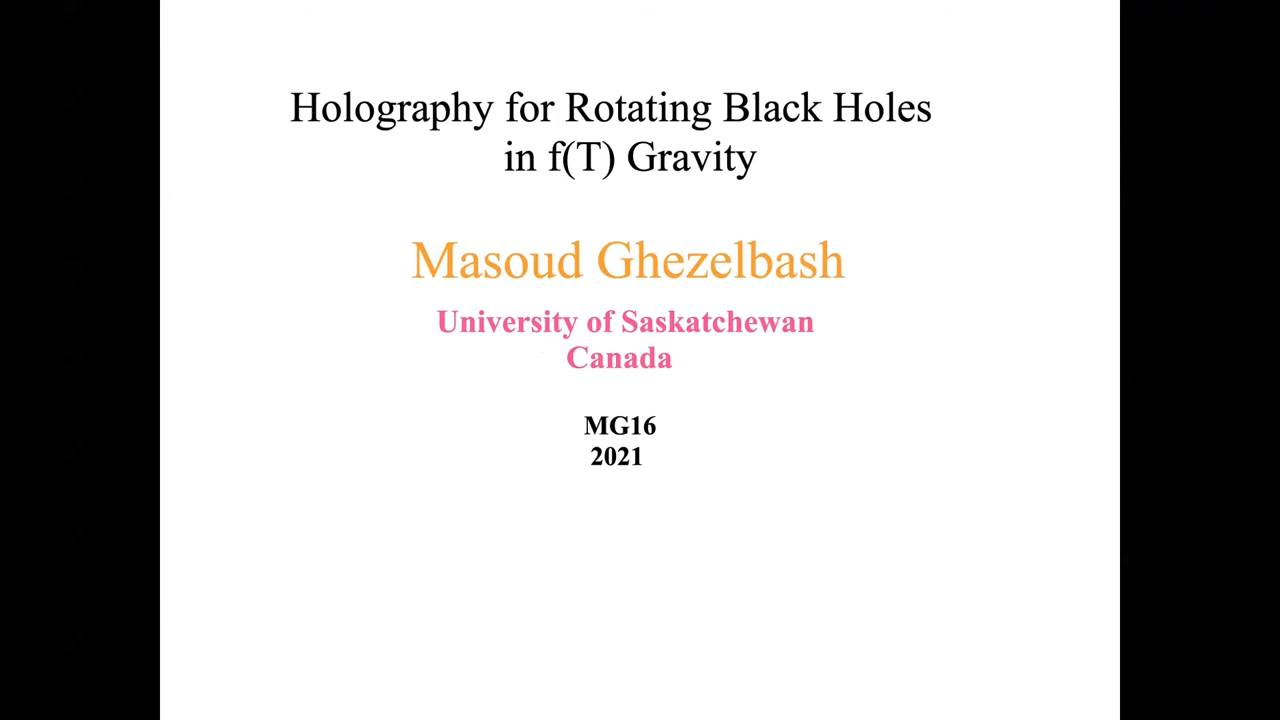 Holography for Rotating Black Holes
in f(T) Gravity
Masoud Ghezelbash
University of Saskatchewan
Canada
MG16
2021